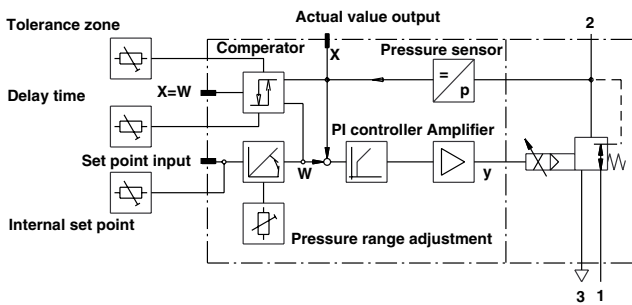 Actual value output
2
Tolerance zone
Comperator
X
Pressure sensor
=
p
Delay time
X=W
PI controller Amplifier
Set point input
W
y
Internal set point
Pressure range adjustment
3
1